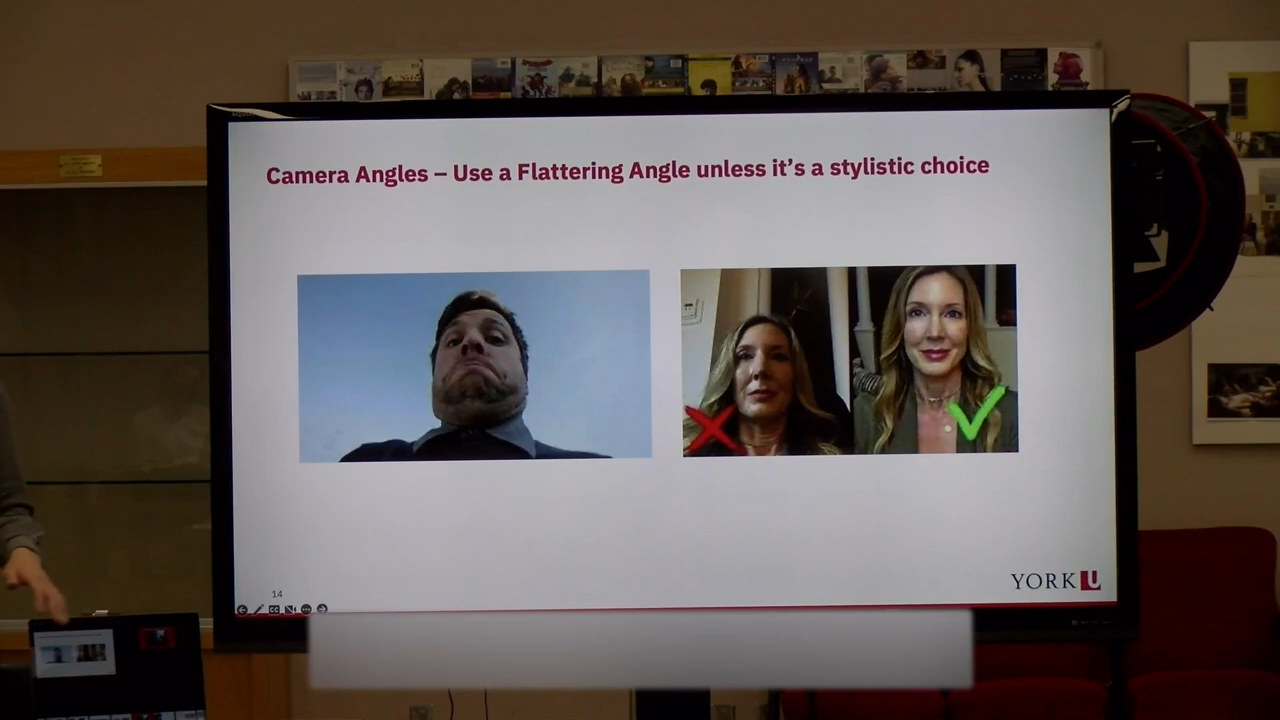 Camera Angles – Use a Flattering Angle unless it's a stylistic choice
14
YORK U